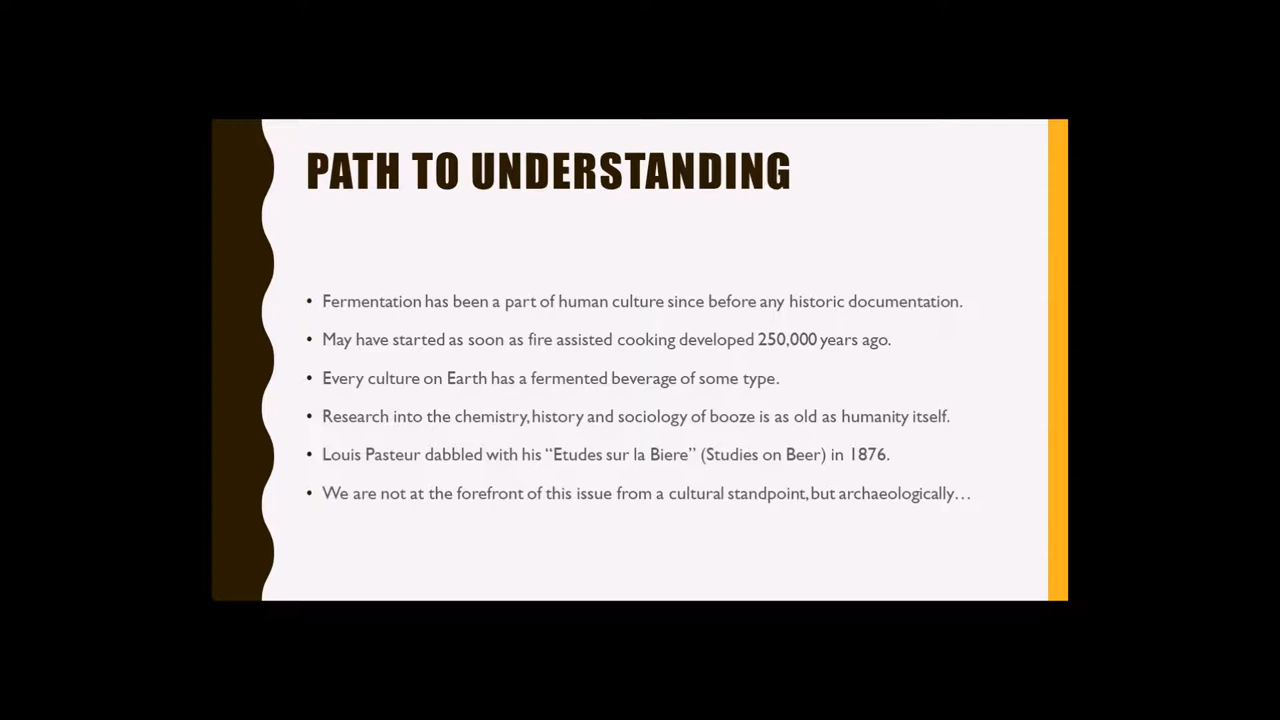 PATH TO UNDERSTANDING
• Fermentation has been a part of human culture since before any historic documentation.
• May have started as soon as fire assisted cooking developed 250,000 years ago.
• Every culture on Earth has a fermented beverage of some type.
• Research into the chemistry, history and sociology of booze is as old as humanity itself.
• Louis Pasteur dabbled with his “Etudes sur la Biere” (Studies on Beer) in 1876.
• We are not at the forefront of this issue from a cultural standpoint, but archaeologically…